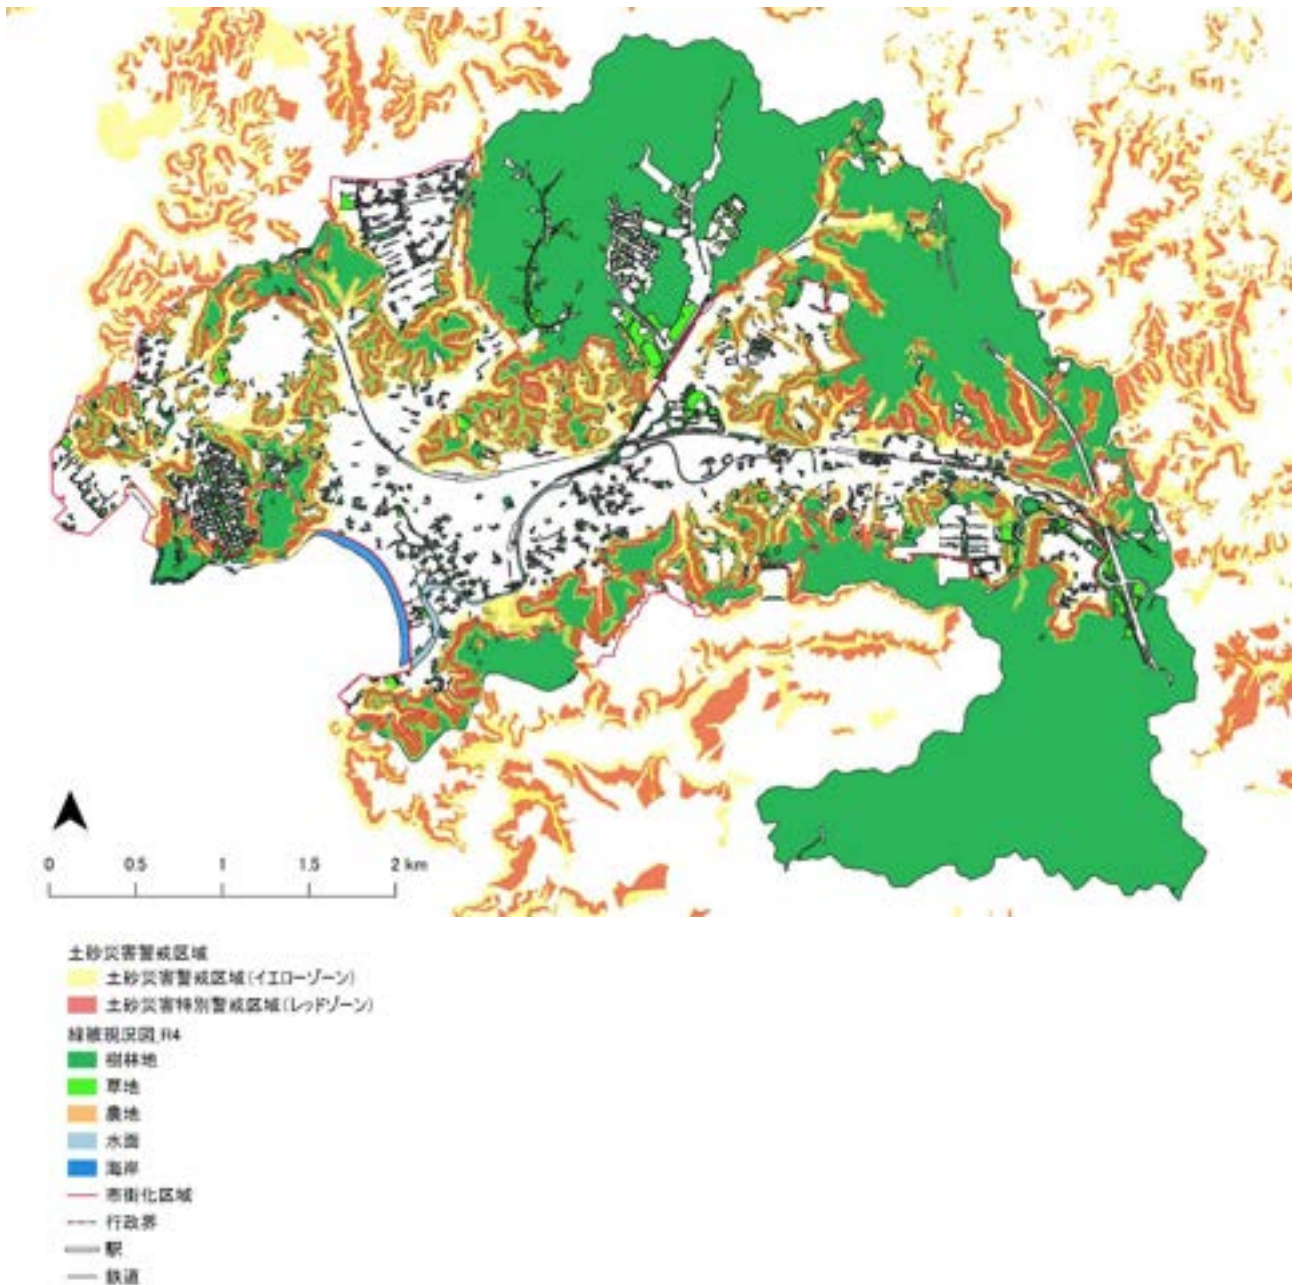 0 0.5 1 1.5 2 km
土砂災害警戒区域
土砂災害警戒区域(イエローゾーン)
土砂災害特別警戒区域(レッドゾーン)
緑被現況図_R4
樹林地
草地
農地
水面
海岸
市街化区域
行政界
駅
鉄道